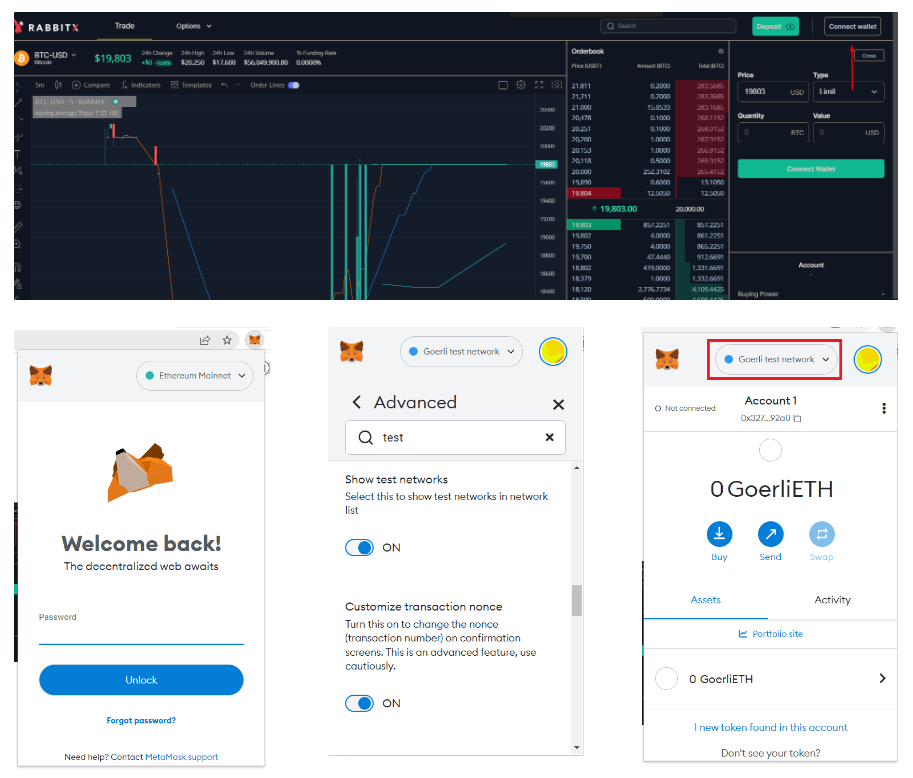 RABBITX
Trade
Options
Search
Deposit
Connect wallet
BTC-USD
Bitcoin
$19,803
24h Change
+$0 +0.00%
24h High
$20,250
24h Low
$17,600
24h Volume
$56,049,900.80
1h Funding Rate
0.0000%
5m
Compare
Indicators
Templates
Order Lines
BTC USD · 5 · RabbitX
Moving Average Triple 7 25 100
20400
20200
20000
19803
19600
19400
19200
19000
18800
18600
18400
Orderbook
Price (USDT) Amount (BTC) Total (BTC)
21,811 0.2000 283.5685
21,211 0.2000 283.3685
21,000 15.0533 283.1685
20,478 0.1000 268.1152
20,251 0.1000 268.0152
20,200 1.0000 267.9152
20,153 1.0000 266.9152
20,118 0.5000 265.9152
20,000 252.3102 265.4152
19,890 0.6000 13.1050
19,804 12.5050 12.5050
↑ 19,803.00 20,000.00
19,803 857.2251 857.2251
19,802 4.0000 861.2251
19,750 4.0000 865.2251
19,700 47.4440 912.6691
18,802 419.0000 1,331.6691
18,379 1.0000 1,332.6691
18,120 2,776.7734 4,109.4425
18,000 500.0000 4,609.4425
Cross
Price
Type
19803 USD
Limit
Quantity
Value
0 BTC
0 USD
Connect Wallet
Account
Buying Power
-
Ethereum Mainnet
Welcome back!
The decentralized web awaits
Password
Unlock
Forgot password?
Need help? Contact MetaMask support
Goerli test network
Advanced
test
Show test networks
Select this to show test networks in network
list
ON
Customize transaction nonce
Turn this on to change the nonce
(transaction number) on confirmation
screens. This is an advanced feature, use
cautiously.
ON
Goerli test network
Not connected
Account 1
0x327...92a0
0 GoerliETH
Buy
Send
Swap
Assets
Activity
Portfolio site
0 GoerliETH
1 new token found in this account
Don't see your token?